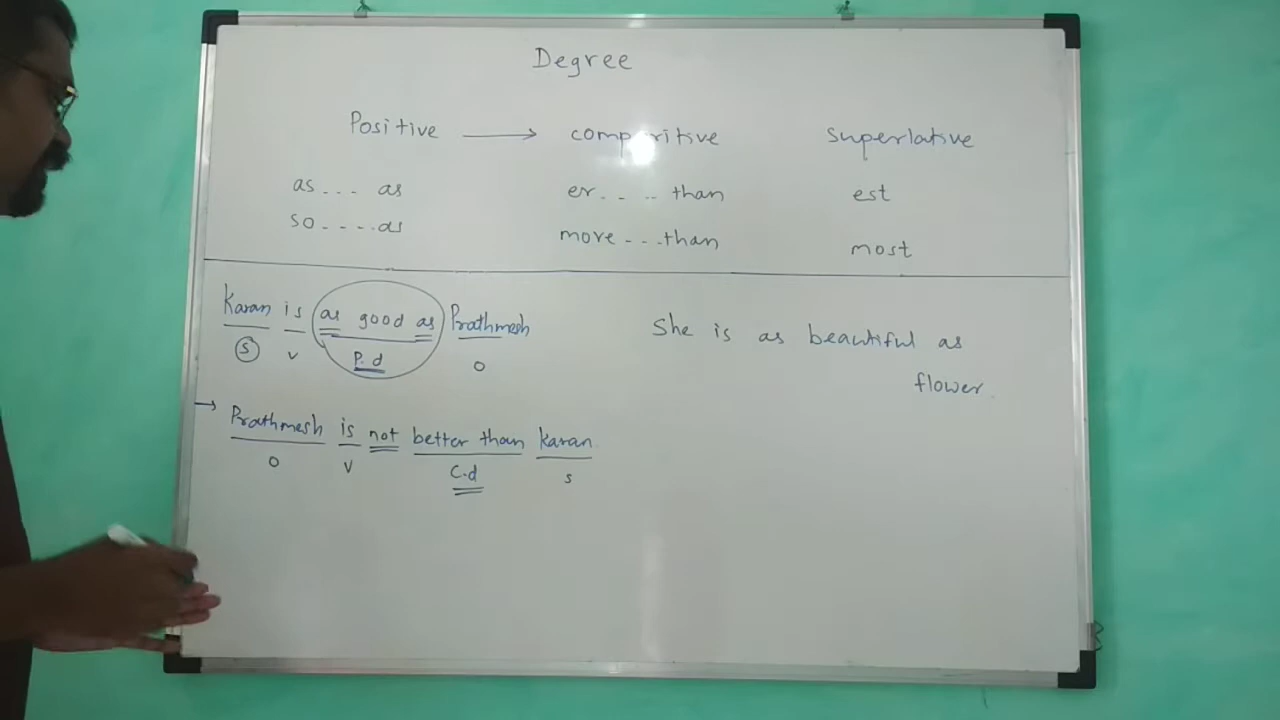 Degree
Positive → comparitive superlative
as... as er.... than est
so....as more...than most
Karan is as good as Prathmesh
S v P.d o
→ Prathmesh is not better than Karan.
o v C.d s
She is as beautiful as
flower.